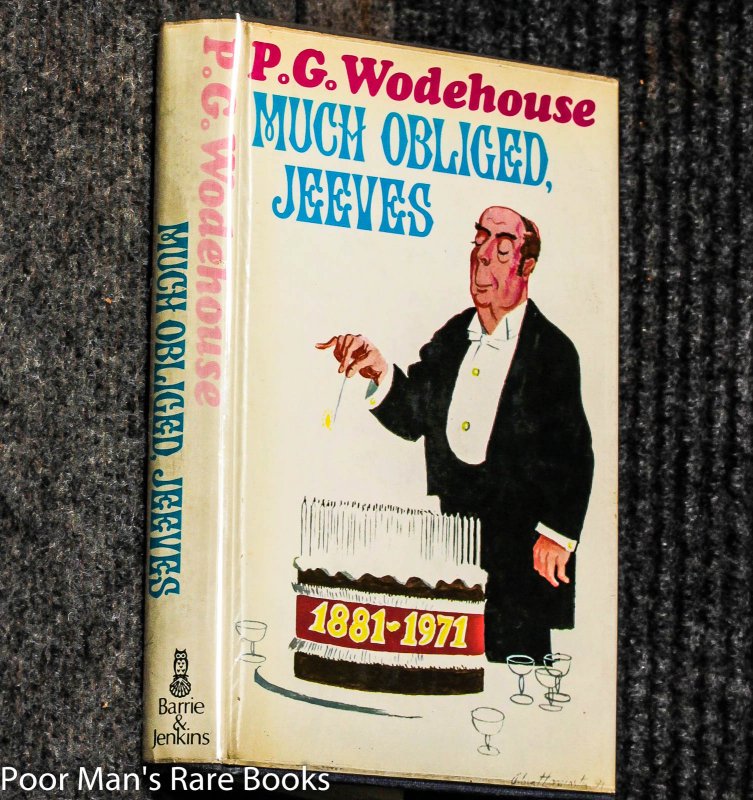 P.G. Wodehouse
MUCH OBLIGED,
JEEVES
1881-1971
P.G. Wodehouse
MUCH OBLIGED, JEEVES
Barrie
&
Jenkins
Poor Man's Rare Books